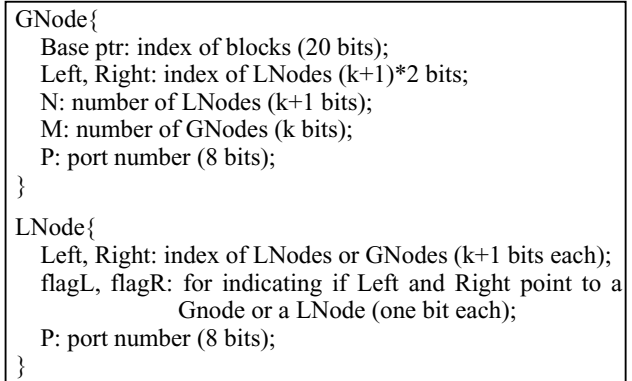 GNode{
Base ptr: index of blocks (20 bits);
Left, Right: index of LNodes (k+1)*2 bits;
N: number of LNodes (k+1 bits);
M: number of GNodes (k bits);
P: port number (8 bits);
}
LNode{
Left, Right: index of LNodes or GNodes (k+1 bits each);
flagL, flagR: for indicating if Left and Right point to a
Gnode or a LNode (one bit each);
P: port number (8 bits);
}